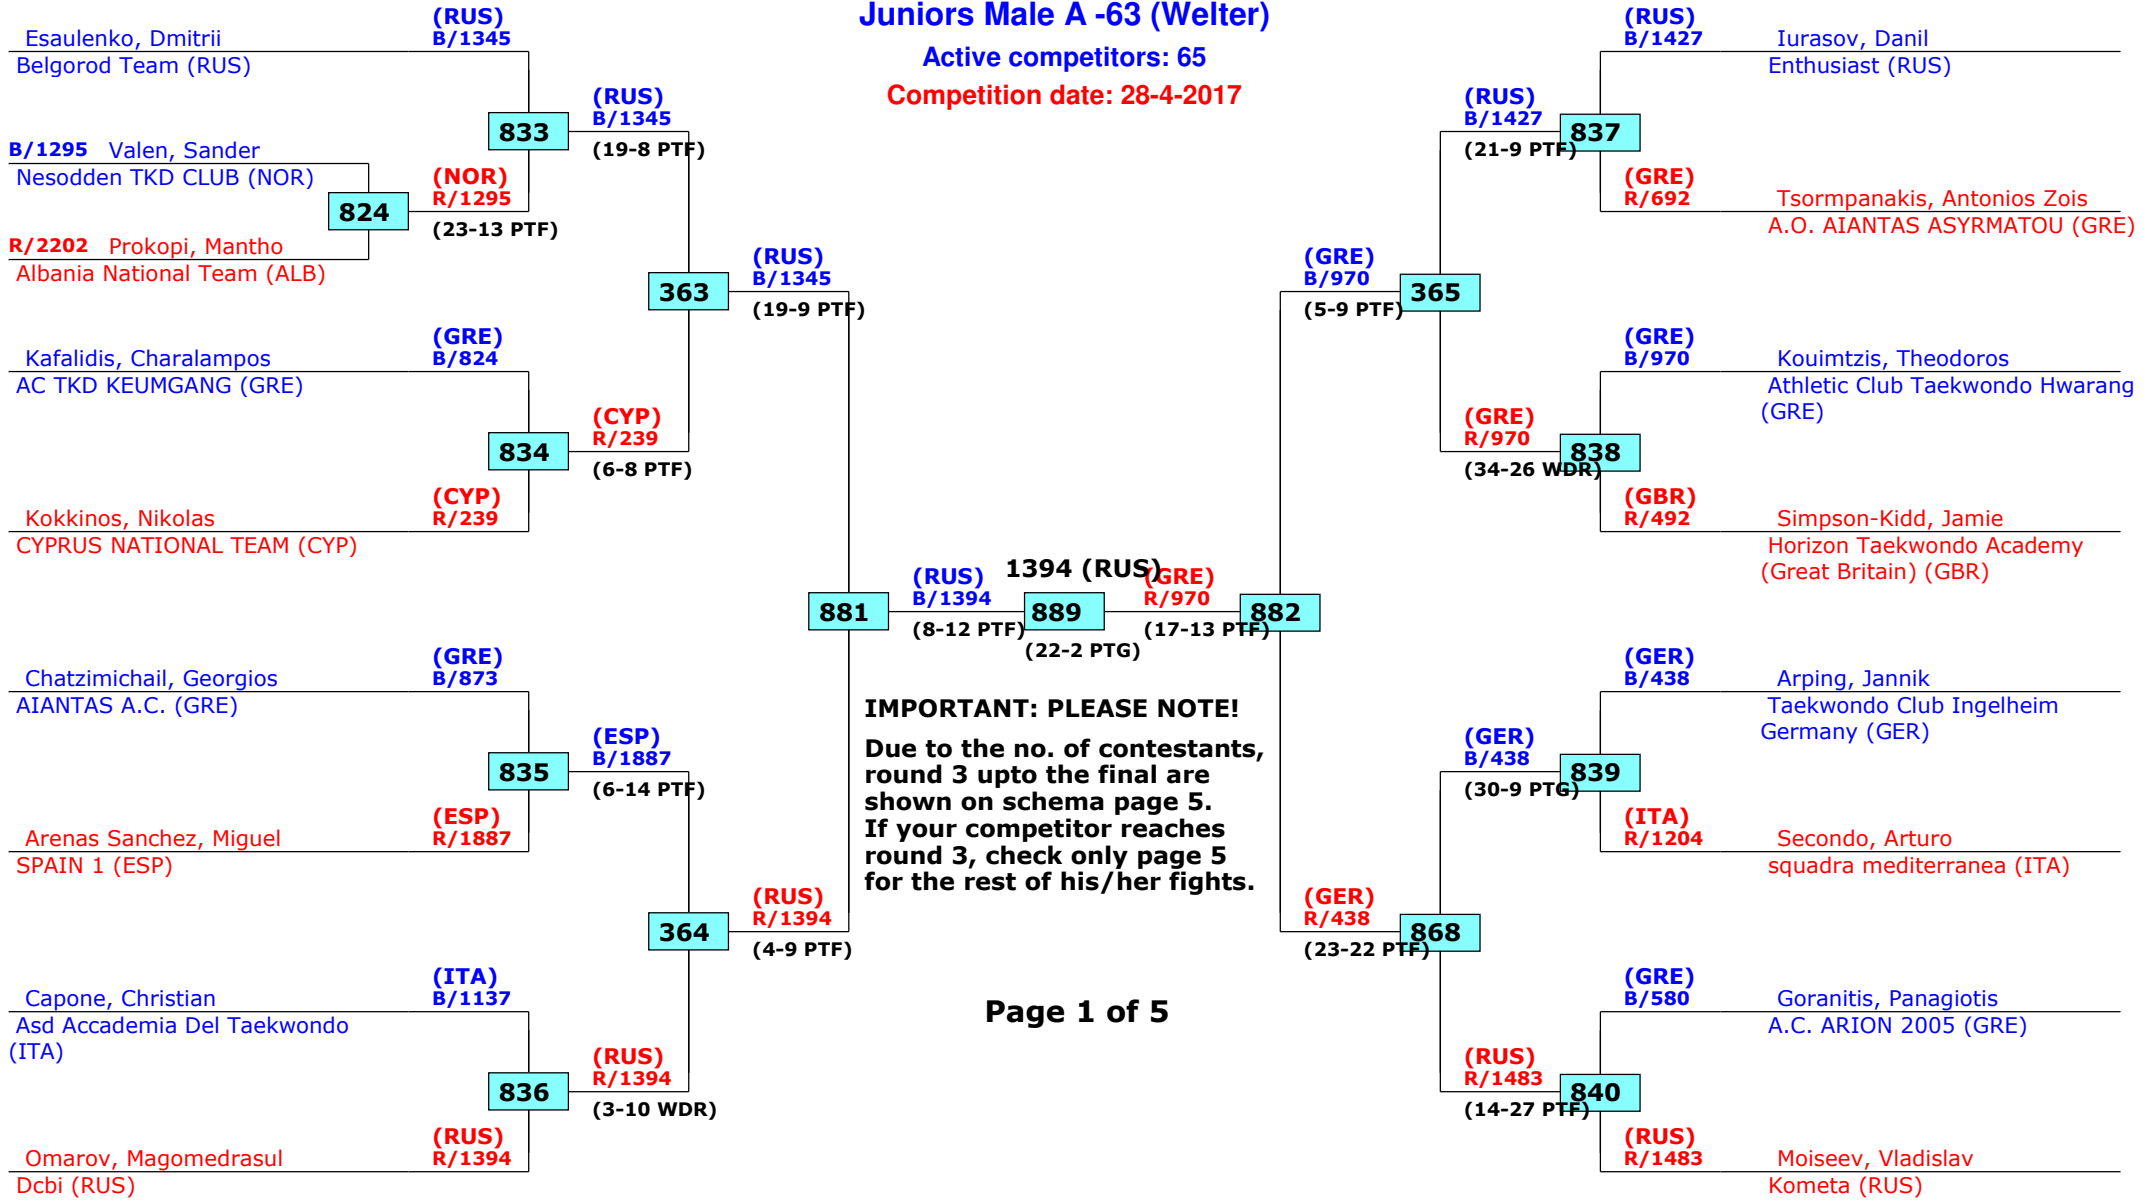 Juniors Male A -63 (Welter)
Active competitors: 65
Competition date: 28-4-2017
(RUS)
Esaulenko, Dmitrii B/1345
Belgorod Team (RUS)
833
(RUS)
B/1345
(19-8 PTF)
B/1295 Valen, Sander
Nesodden TKD CLUB (NOR)
824
(NOR)
R/1295
(23-13 PTF)
R/2202 Prokopi, Mantho
Albania National Team (ALB)
363
(RUS)
B/1345
(19-9 PTF)
(GRE)
Kafalidis, Charalampos B/824
AC TKD KEUMGANG (GRE)
834
(CYP)
R/239
(6-8 PTF)
(CYP)
Kokkinos, Nikolas R/239
CYPRUS NATIONAL TEAM (CYP)
881
(RUS)
B/1394
(8-12 PTF)
1394 (RUS)
889
(22-2 PTG)
(GRE)
R/970
(17-13 PTF)
882
(GRE)
Chatzimichail, Georgios B/873
AIANTAS A.C. (GRE)
835
(ESP)
B/1887
(6-14 PTF)
(ESP)
Arenas Sanchez, Miguel R/1887
SPAIN 1 (ESP)
364
(RUS)
R/1394
(4-9 PTF)
(ITA)
Capone, Christian B/1137
Asd Accademia Del Taekwondo
(ITA)
836
(RUS)
R/1394
(3-10 WDR)
(RUS)
Omarov, Magomedrasul R/1394
Dcbi (RUS)
IMPORTANT: PLEASE NOTE!
Due to the no. of contestants,
round 3 upto the final are
shown on schema page 5.
If your competitor reaches
round 3, check only page 5
for the rest of his/her fights.
Page 1 of 5
(RUS)
B/1427 Iurasov, Danil
Enthusiast (RUS)
(RUS)
B/1427
837
(21-9 PTF)
(GRE)
R/692 Tsormpanakis, Antonios Zois
A.O. AIANTAS ASYRMATOU (GRE)
(GRE)
B/970
365
(5-9 PTF)
(GRE)
B/970 Kouimtzis, Theodoros
Athletic Club Taekwondo Hwarang
(GRE)
(GRE)
R/970
838
(34-26 WDR)
(GBR)
R/492 Simpson-Kidd, Jamie
Horizon Taekwondo Academy
(Great Britain) (GBR)
(GER)
B/438 Arping, Jannik
Taekwondo Club Ingelheim
Germany (GER)
(GER)
B/438
839
(30-9 PTG)
(ITA)
R/1204 Secondo, Arturo
squadra mediterranea (ITA)
(GER)
R/438
868
(23-22 PTF)
(GRE)
B/580 Goranitis, Panagiotis
A.C. ARION 2005 (GRE)
(RUS)
R/1483
840
(14-27 PTF)
(RUS)
R/1483 Moiseev, Vladislav
Kometa (RUS)